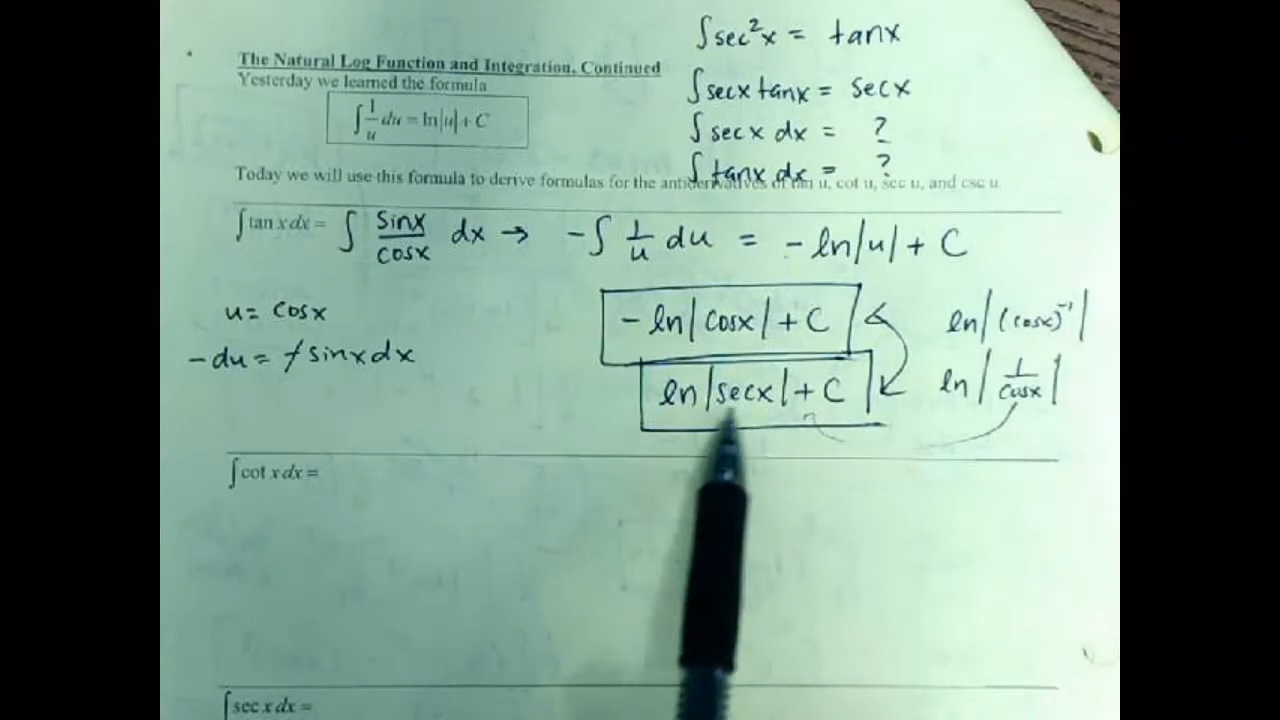 ∫sec²x = tanx
The Natural Log Function and Integration, Continued
Yesterday we learned the formula
∫secx tanx = secx
∫ 1/u du = ln|u| + C
∫secx dx = ?
∫tanx dx = ?
Today we will use this formula to derive formulas for the antiderivatives of tan u, cot u, sec u, and csc u.
∫tan x dx = ∫ sinx/cosx dx → -∫ 1/u du = -ln|u| + C
u = cosx
-du = -/sinx dx
-ln|cosx| + C
ln|(cosx)⁻¹|
ln|secx| + C
ln|1/cosx|
∫cot x dx =
∫sec x dx =